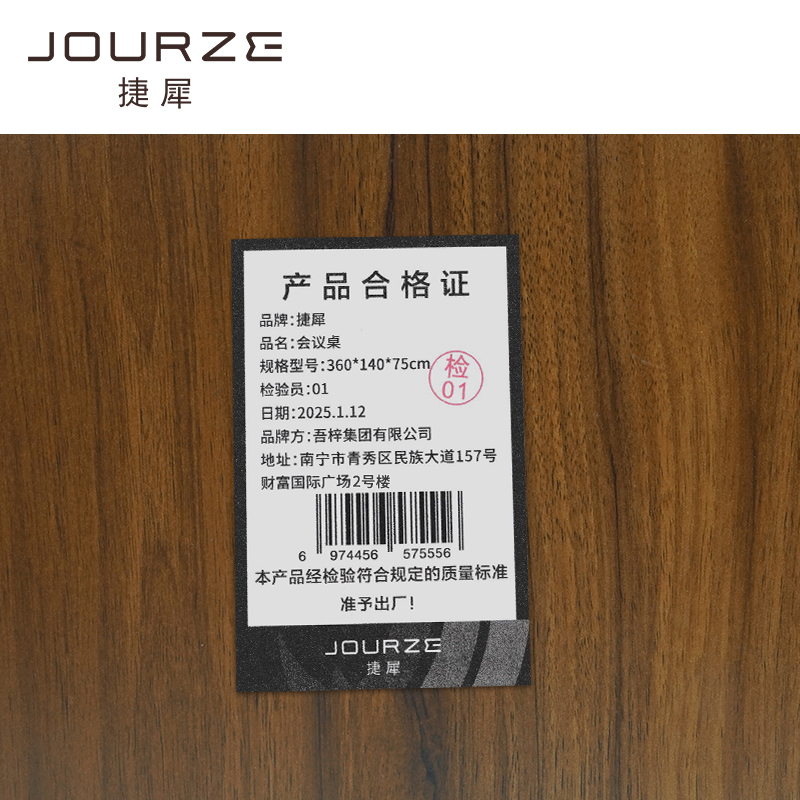 JOURZE
捷犀
产品合格证
品牌:捷犀
品名:会议桌
规格型号:360*140*75cm
检验员:01
检
01
日期:2025.1.12
品牌方:吾梓集团有限公司
地址:南宁市青秀区民族大道157号
财富国际广场2号楼
6 974456 575556
本产品经检验符合规定的质量标准
准予出厂!
JOURZE
捷犀